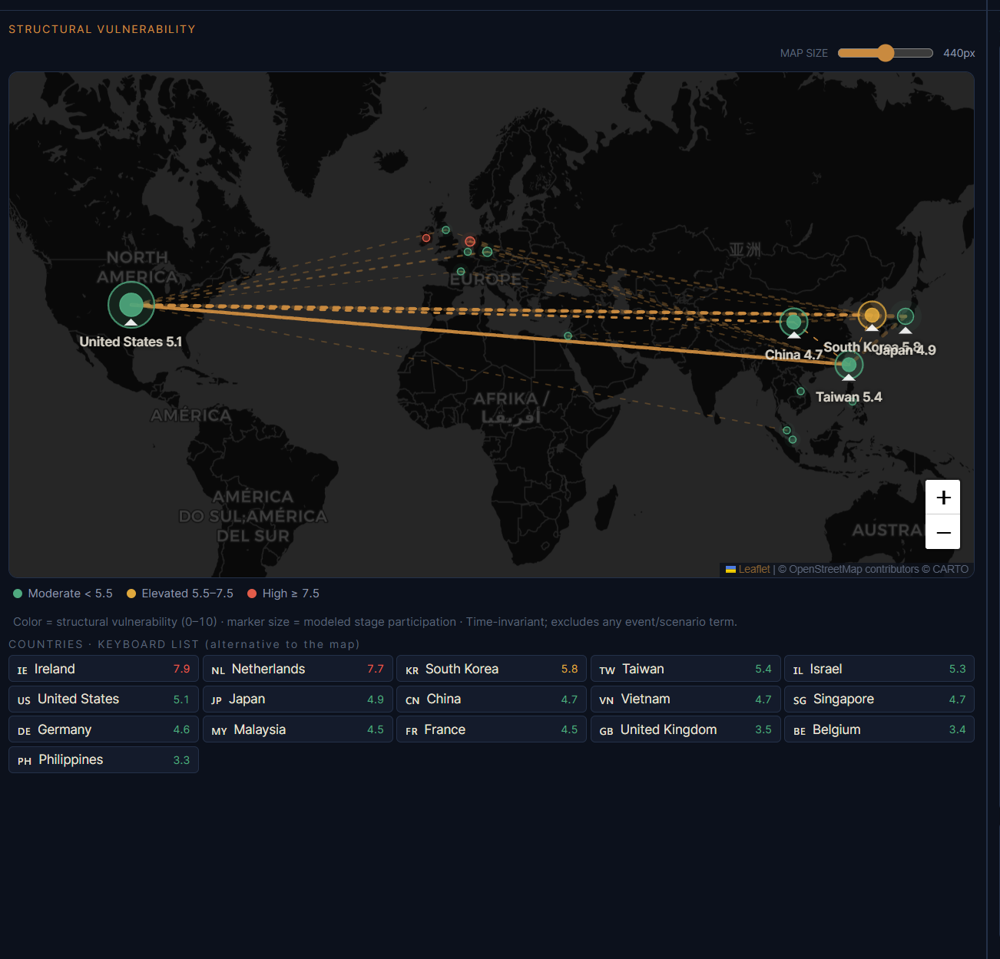 STRUCTURAL VULNERABILITY
MAP SIZE 440px
NORTH
AMERICA
亚洲
EUROPE
United States 5.1
China 4.7
South Korea 5.8
Japan 4.9
Taiwan 5.4
AMÉRICA
AFRIKA /
أفريقيا
AMÉRICA
DO SUL;AMÉRICA
DEL SUR
AUSTRA
+
−
Leaflet | © OpenStreetMap contributors © CARTO
Moderate < 5.5 Elevated 5.5–7.5 High ≥ 7.5
Color = structural vulnerability (0–10) · marker size = modeled stage participation · Time-invariant; excludes any event/scenario term.
COUNTRIES · KEYBOARD LIST (alternative to the map)
IE Ireland 7.9 NL Netherlands 7.7 KR South Korea 5.8 TW Taiwan 5.4 IL Israel 5.3
US United States 5.1 JP Japan 4.9 CN China 4.7 VN Vietnam 4.7 SG Singapore 4.7
DE Germany 4.6 MY Malaysia 4.5 FR France 4.5 GB United Kingdom 3.5 BE Belgium 3.4
PH Philippines 3.3